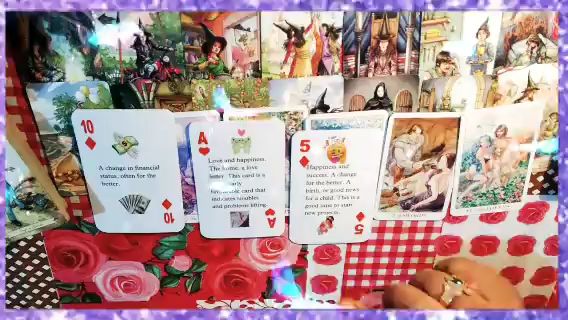 10
A change in financial
status, often for the
better.
10
A
Love and happiness.
The home, a love
letter. This card is a
favourable card that
indicates troubles
and problems lifting.
A
5
Happiness and
success. A change
for the better. A
birth, or good news
for a child. This is a
good time to start
new projects.
5